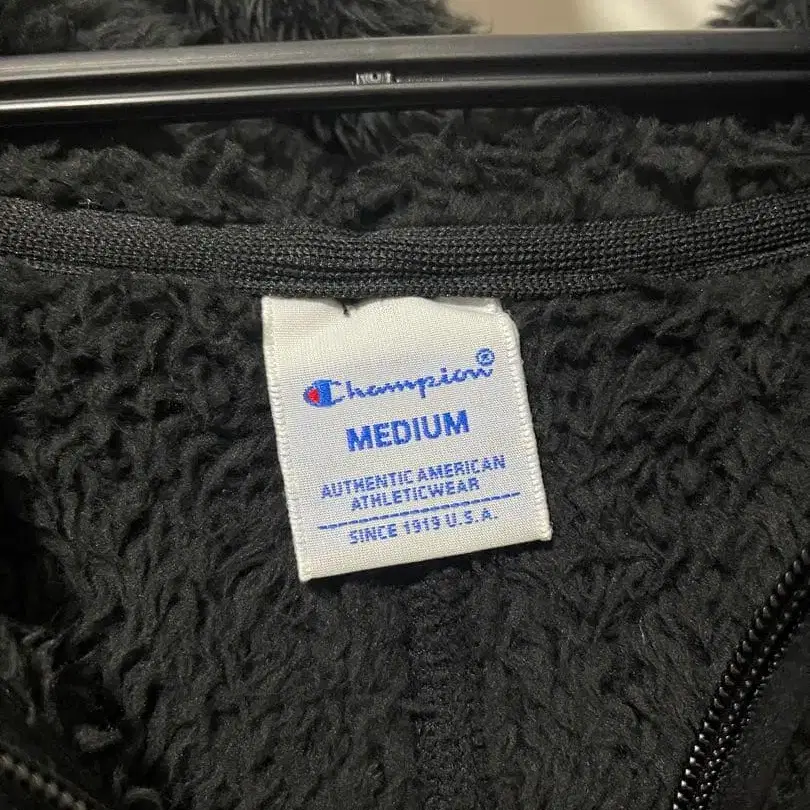 Champion®
MEDIUM
AUTHENTIC AMERICAN
ATHLETICWEAR
SINCE 1919 U.S.A.